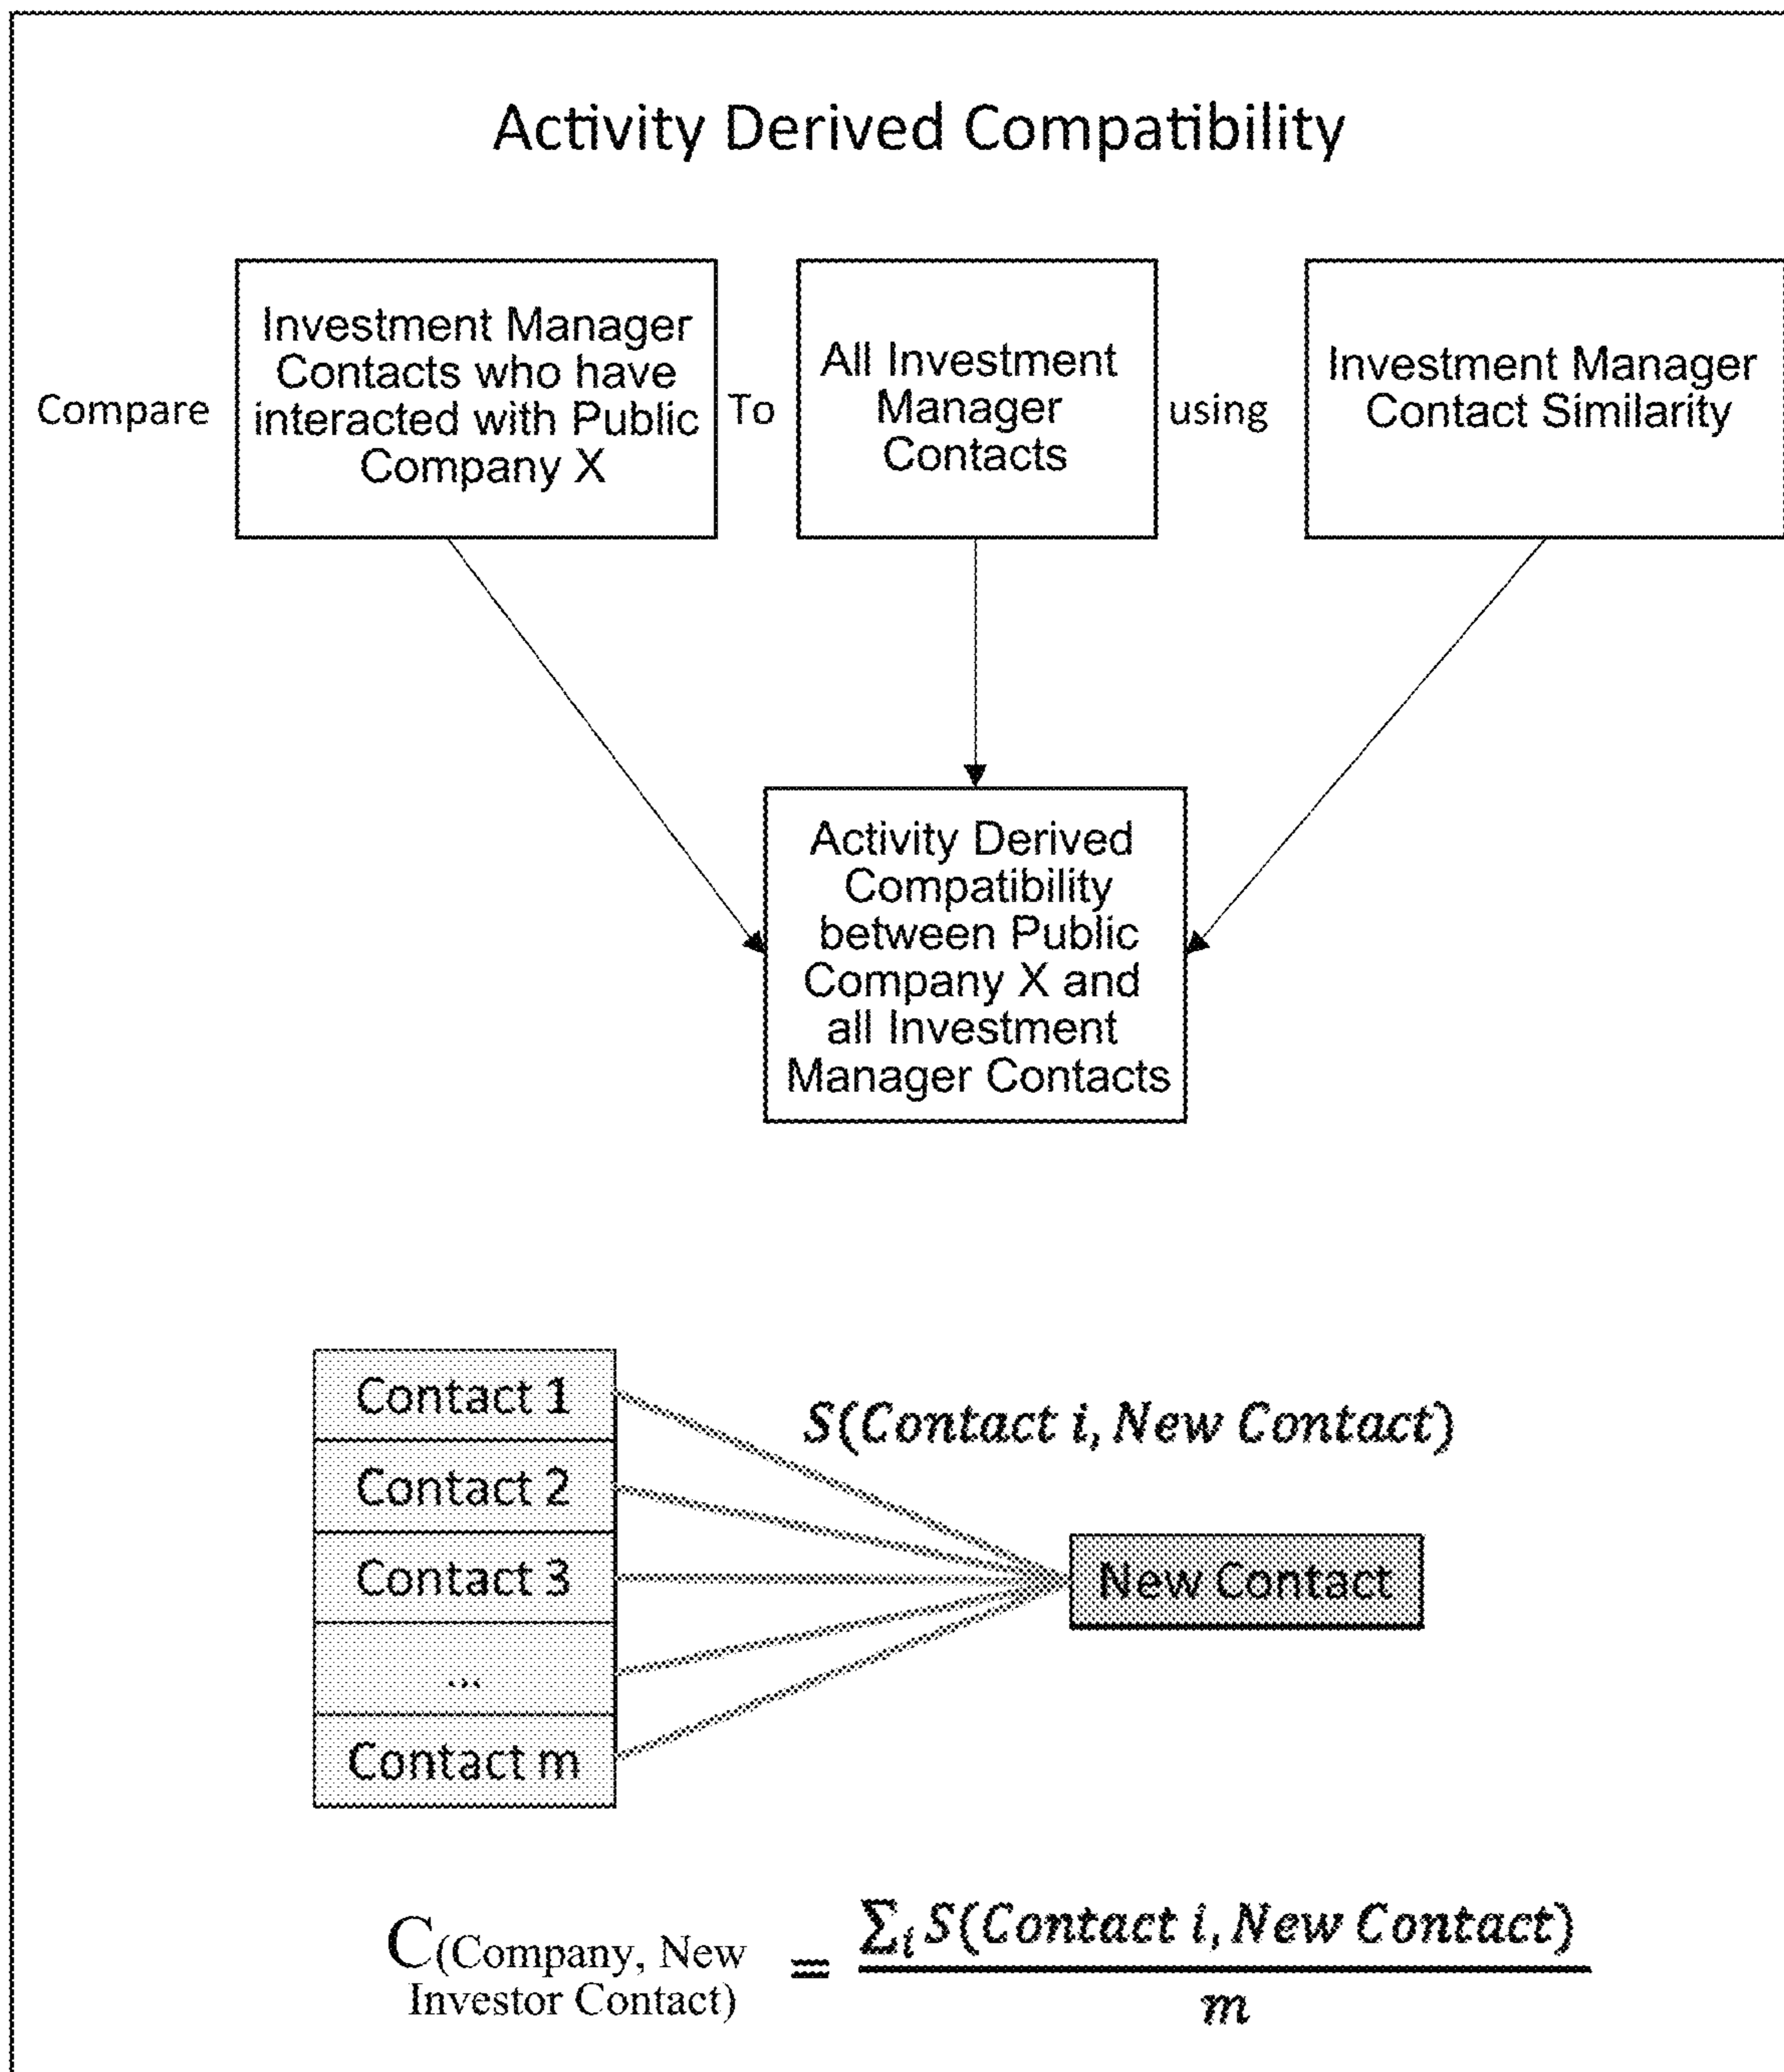 Activity Derived Compatibility
Compare
Investment Manager
Contacts who have
interacted with Public
Company X
To
All Investment
Manager
Contacts
using
Investment Manager
Contact Similarity
Activity Derived
Compatibility
between Public
Company X and
all Investment
Manager Contacts
Contact 1
Contact 2
Contact 3
...
Contact m
S(Contact i, New Contact)
New Contact
C(Company, New
Investor Contact)
=
∑i S(Contact i, New Contact)
m